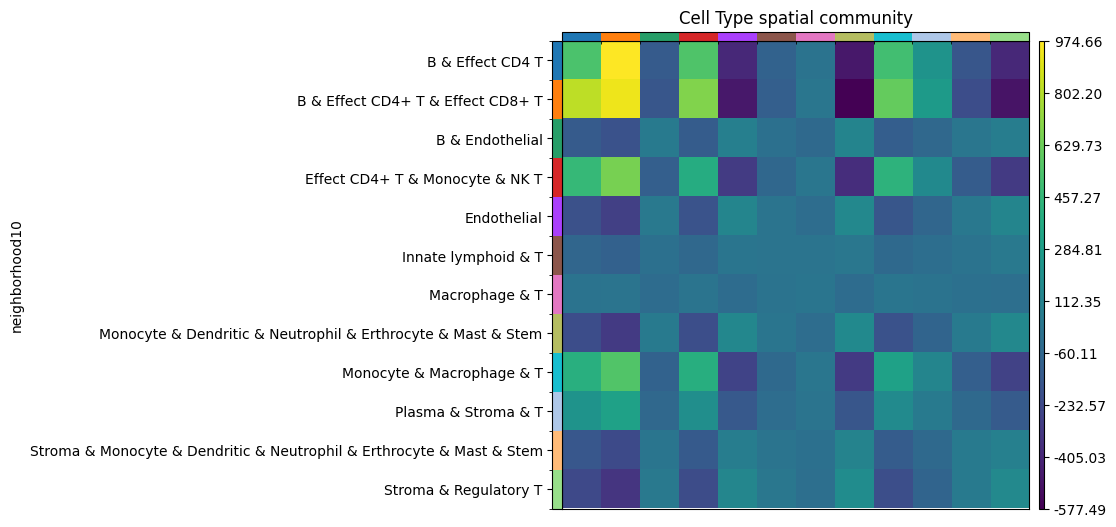 Cell Type spatial community
neighborhood10
B & Effect CD4 T
B & Effect CD4+ T & Effect CD8+ T
B & Endothelial
Effect CD4+ T & Monocyte & NK T
Endothelial
Innate lymphoid & T
Macrophage & T
Monocyte & Dendritic & Neutrophil & Erthrocyte & Mast & Stem
Monocyte & Macrophage & T
Plasma & Stroma & T
Stroma & Monocyte & Dendritic & Neutrophil & Erthrocyte & Mast & Stem
Stroma & Regulatory T
974.66
802.20
629.73
457.27
284.81
112.35
-60.11
-232.57
-405.03
-577.49